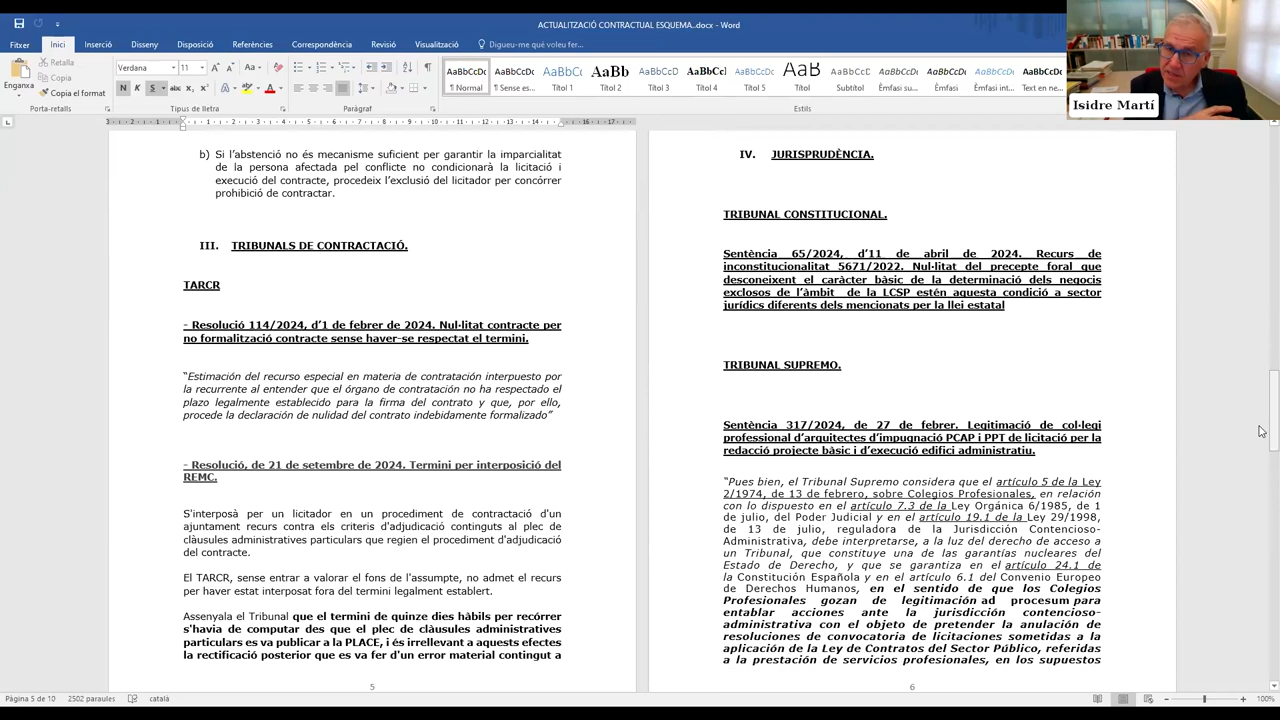 ACTUALITZACIÓ CONTRACTUAL ESQUEMA..docx - Word
Fitxer Inici Inserció Disseny Disposició Referències Correspondència Revisió Visualització Digueu-me què voleu fer...
Enganxa
Retalla
Copia
Copia el format
Porta-retalls
Verdana 11
Tipus de lletra
Paràgraf
AaBbCcDc AaBbCcDc AaBbC AaBb AaBbCcD AaBbCcI AaBbCcD AaB AaBbCcD AaBbCcDc AaBbCcDc AaBbCcDc
¶ Normal ¶ Sense es... Títol 1 Títol 2 Títol 3 Títol 4 Títol 5 Títol Subtítol Èmfasi su... Èmfasi Èmfasi int... Text en ne...
Estils
Isidre Martí
b) Si l’abstenció no és mecanisme suficient per garantir la imparcialitat
de la persona afectada pel conflicte no condicionarà la licitació i
execució del contracte, procedeix l’exclusió del licitador per concórrer
prohibició de contractar.
III. TRIBUNALS DE CONTRACTACIÓ.
TARCR
- Resolució 114/2024, d’1 de febrer de 2024. Nul·litat contracte per
no formalització contracte sense haver-se respectat el termini.
“Estimación del recurso especial en materia de contratación interpuesto por
la recurrente al entender que el órgano de contratación no ha respectado el
plazo legalmente establecido para la firma del contrato y que, por ello,
procede la declaración de nulidad del contrato indebidamente formalizado”
- Resolució, de 21 de setembre de 2024. Termini per interposició del
REMC.
S'interposà per un licitador en un procediment de contractació d'un
ajuntament recurs contra els criteris d'adjudicació continguts al plec de
clàusules administratives particulars que regien el procediment d'adjudicació
del contracte.
El TARCR, sense entrar a valorar el fons de l'assumpte, no admet el recurs
per haver estat interposat fora del termini legalment establert.
Assenyala el Tribunal que el termini de quinze dies hàbils per recórrer
s'havia de computar des que el plec de clàusules administratives
particulars es va publicar a la PLACE, i és irrellevant a aquests efectes
la rectificació posterior que es va fer d'un error material contingut a
5
IV. JURISPRUDÈNCIA.
TRIBUNAL CONSTITUCIONAL.
Sentència 65/2024, d’11 de abril de 2024. Recurs de
inconstitucionalitat 5671/2022. Nul·litat del precepte foral que
desconeixent el caràcter bàsic de la determinació dels negocis
exclosos de l’àmbit de la LCSP estén aquesta condició a sector
jurídics diferents dels mencionats per la llei estatal
TRIBUNAL SUPREMO.
Sentència 317/2024, de 27 de febrer. Legitimació de col·legi
professional d’arquitectes d’impugnació PCAP i PPT de licitació per la
redacció projecte bàsic i d’execució edifici administratiu.
“Pues bien, el Tribunal Supremo considera que el artículo 5 de la Ley
2/1974, de 13 de febrero, sobre Colegios Profesionales, en relación
con lo dispuesto en el artículo 7.3 de la Ley Orgánica 6/1985, de 1
de julio, del Poder Judicial y en el artículo 19.1 de la Ley 29/1998,
de 13 de julio, reguladora de la Jurisdicción Contencioso-
Administrativa, debe interpretarse, a la luz del derecho de acceso a
un Tribunal, que constituye una de las garantías nucleares del
Estado de Derecho, y que se garantiza en el artículo 24.1 de
la Constitución Española y en el artículo 6.1 del Convenio Europeo
de Derechos Humanos, en el sentido de que los Colegios
Profesionales gozan de legitimación ad procesum para
entablar acciones ante la jurisdicción contencioso-
administrativa con el objeto de pretender la anulación de
resoluciones de convocatoria de licitaciones sometidas a la
aplicación de la Ley de Contratos del Sector Público, referidas
a la prestación de servicios profesionales, en los supuestos
6
Pàgina 5 de 10 2502 paraules català 100%